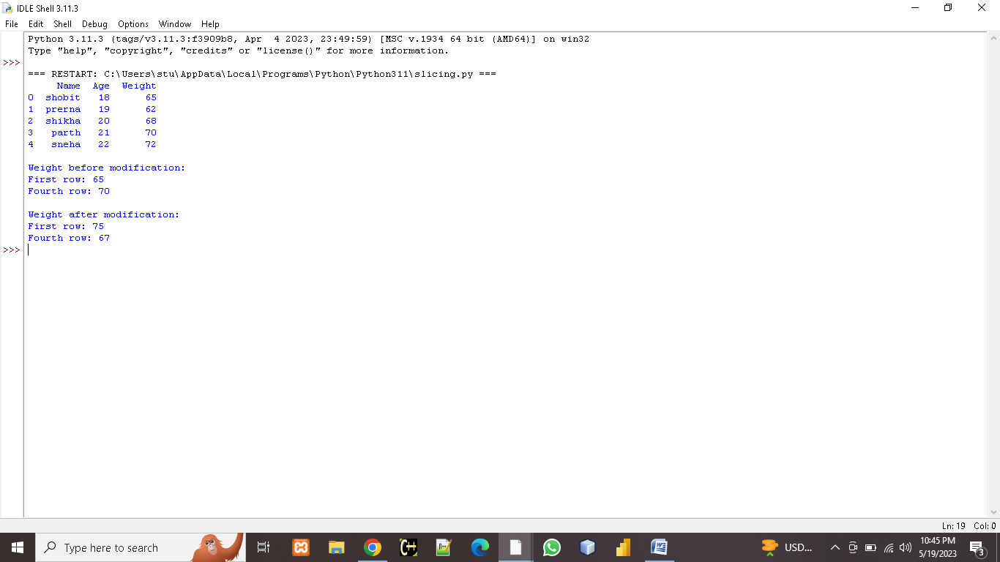 IDLE Shell 3.11.3
File Edit Shell Debug Options Window Help
Python 3.11.3 (tags/v3.11.3:f3909b8, Apr  4 2023, 23:49:59) [MSC v.1934 64 bit (AMD64)] on win32
Type "help", "copyright", "credits" or "license()" for more information.
>>>
=== RESTART: C:\Users\stu\AppData\Local\Programs\Python\Python311\slicing.py ===
     Name  Age  Weight
0  shobit   18      65
1  prerna   19      62
2  shikha   20      68
3   parth   21      70
4   sneha   22      72
Weight before modification:
First row: 65
Fourth row: 70
Weight after modification:
First row: 75
Fourth row: 67
>>>
Ln: 19 Col: 0
Type here to search
USD...
10:45 PM
5/19/2023
3